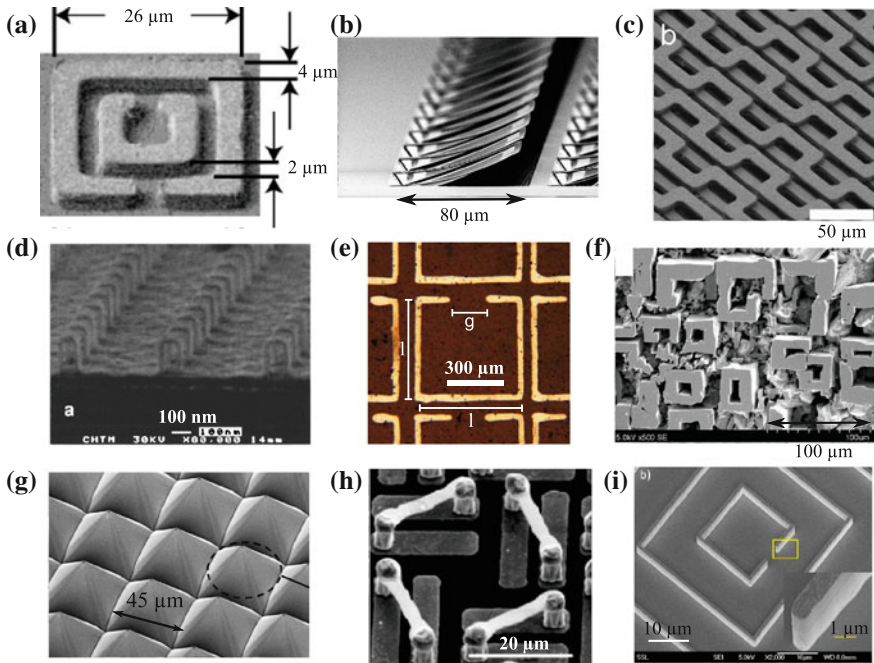 (a)
26 µm
4 µm
2 µm
(b)
80 µm
(c)
b
50 µm
(d)
a
100 nm
100nm
CHTM 30KV X80,000 14mm
(e)
g
l
300 µm
l
(f)
5.0kV x500 SE
100um
100 µm
(g)
45 µm
(h)
20 µm
(i)
b)
10 µm
1 µm
SSL SEI 5.0kV X2,000 10µm WD 8.0mm